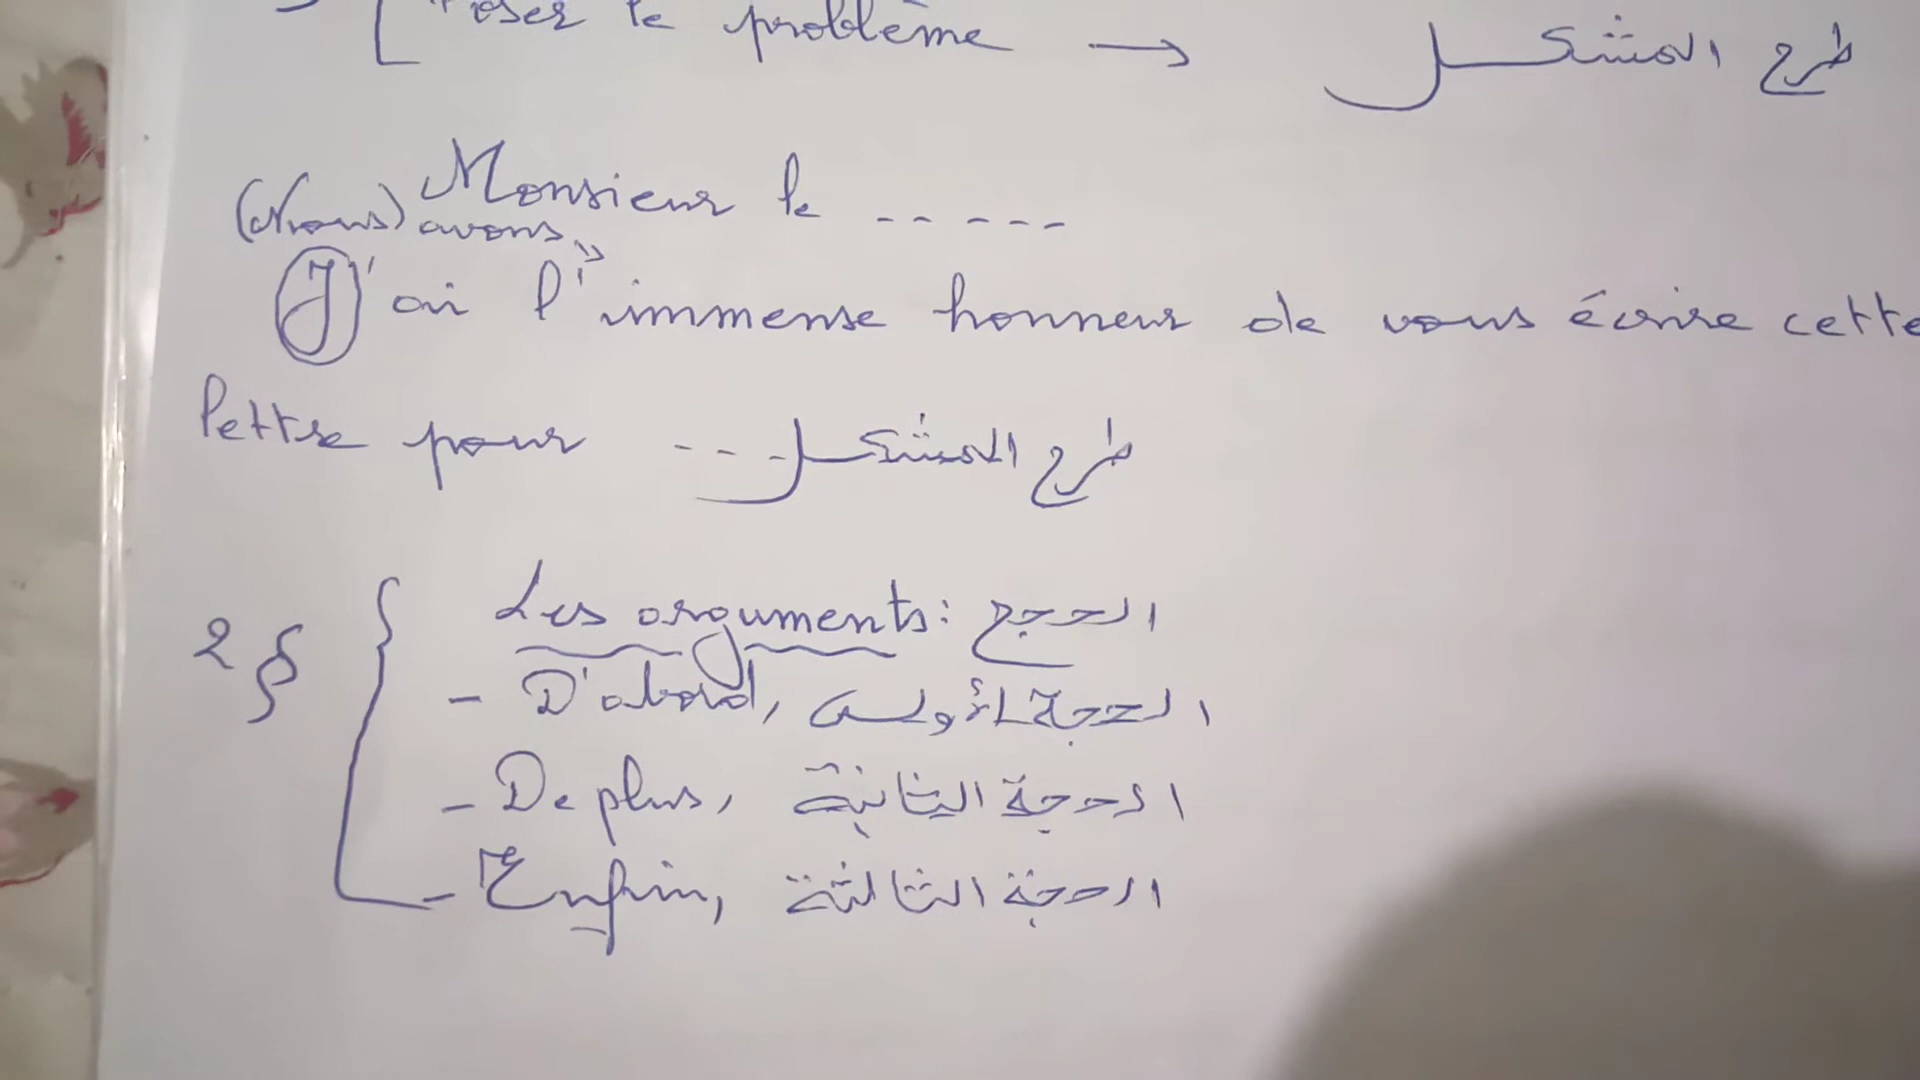 Poser le problème → طرح المشكل
Monsieur le -----
(Nous) avons
J'ai l'immense honneur de vous écrire cette
lettre pour --- طرح المشكل
Les arguments : الحجج
2§
- D'abord, الحجة الأولى
- De plus, الحجة الثانية
- Enfin, الحجة الثالثة